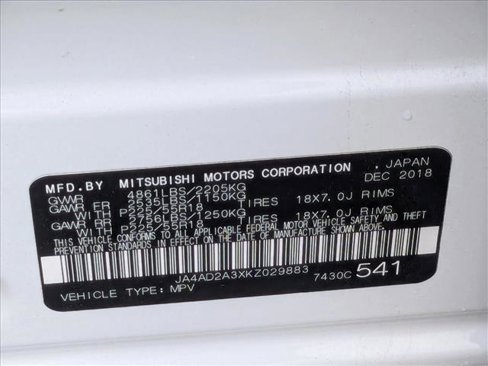 MFD.BY MITSUBISHI MOTORS CORPORATION JAPAN
GVWR 4861LBS/2205KG DEC 2018
GAWR FR 2535LBS/1150KG
WITH P225/55R18 TIRES 18X7.0J RIMS
GAWR RR 2756LBS/1250KG
WITH P225/55R18 TIRES 18X7.0J RIMS
THIS VEHICLE CONFORMS TO ALL APPLICABLE FEDERAL MOTOR VEHICLE SAFETY, BUMPER, AND THEFT
PREVENTION STANDARDS IN EFFECT ON THE DATE OF MANUFACTURE SHOWN ABOVE.
JA4AD2A3XKZ029883 7430C 541
VEHICLE TYPE: MPV